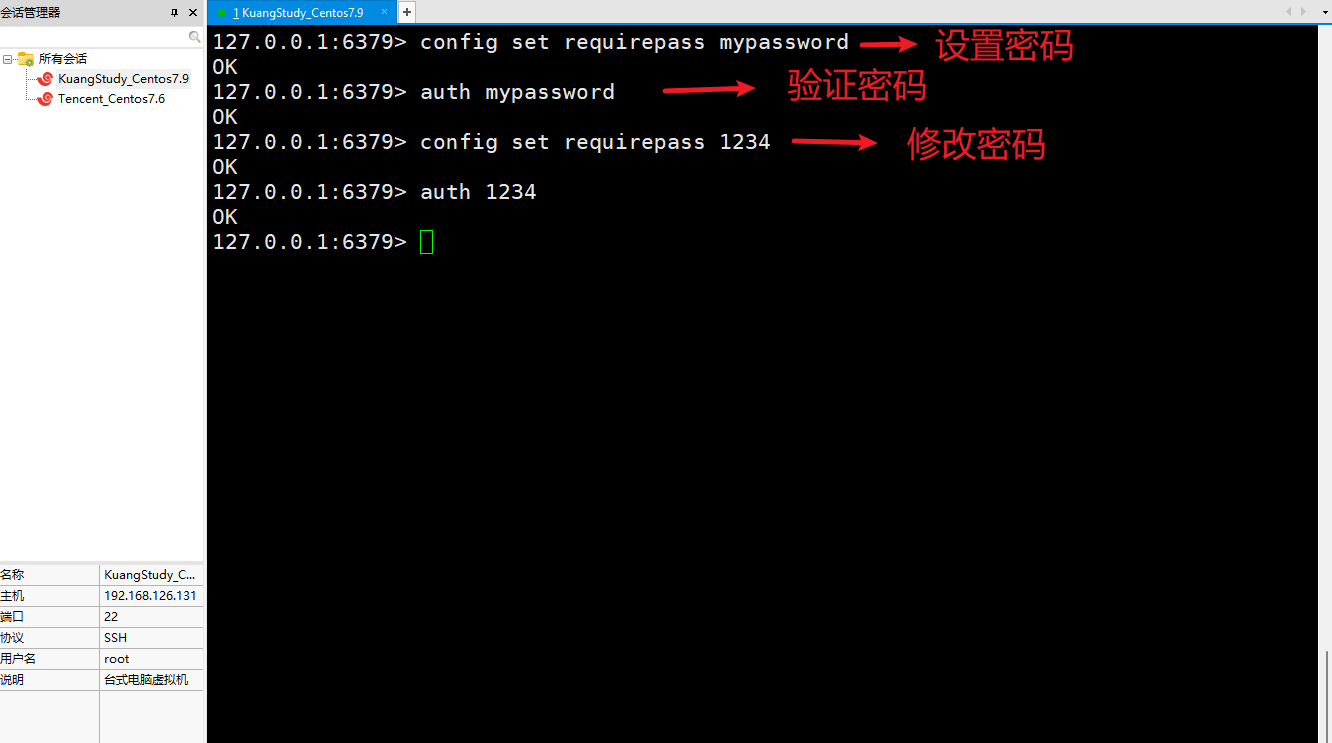 会话管理器
1 KuangStudy_Centos7.9 × +
所有会话
KuangStudy_Centos7.9
Tencent_Centos7.6
127.0.0.1:6379> config set requirepass mypassword 设置密码
OK
127.0.0.1:6379> auth mypassword 验证密码
OK
127.0.0.1:6379> config set requirepass 1234 修改密码
OK
127.0.0.1:6379> auth 1234
OK
127.0.0.1:6379>
名称 KuangStudy_C...
主机 192.168.126.131
端口 22
协议 SSH
用户名 root
说明 台式电脑虚拟机